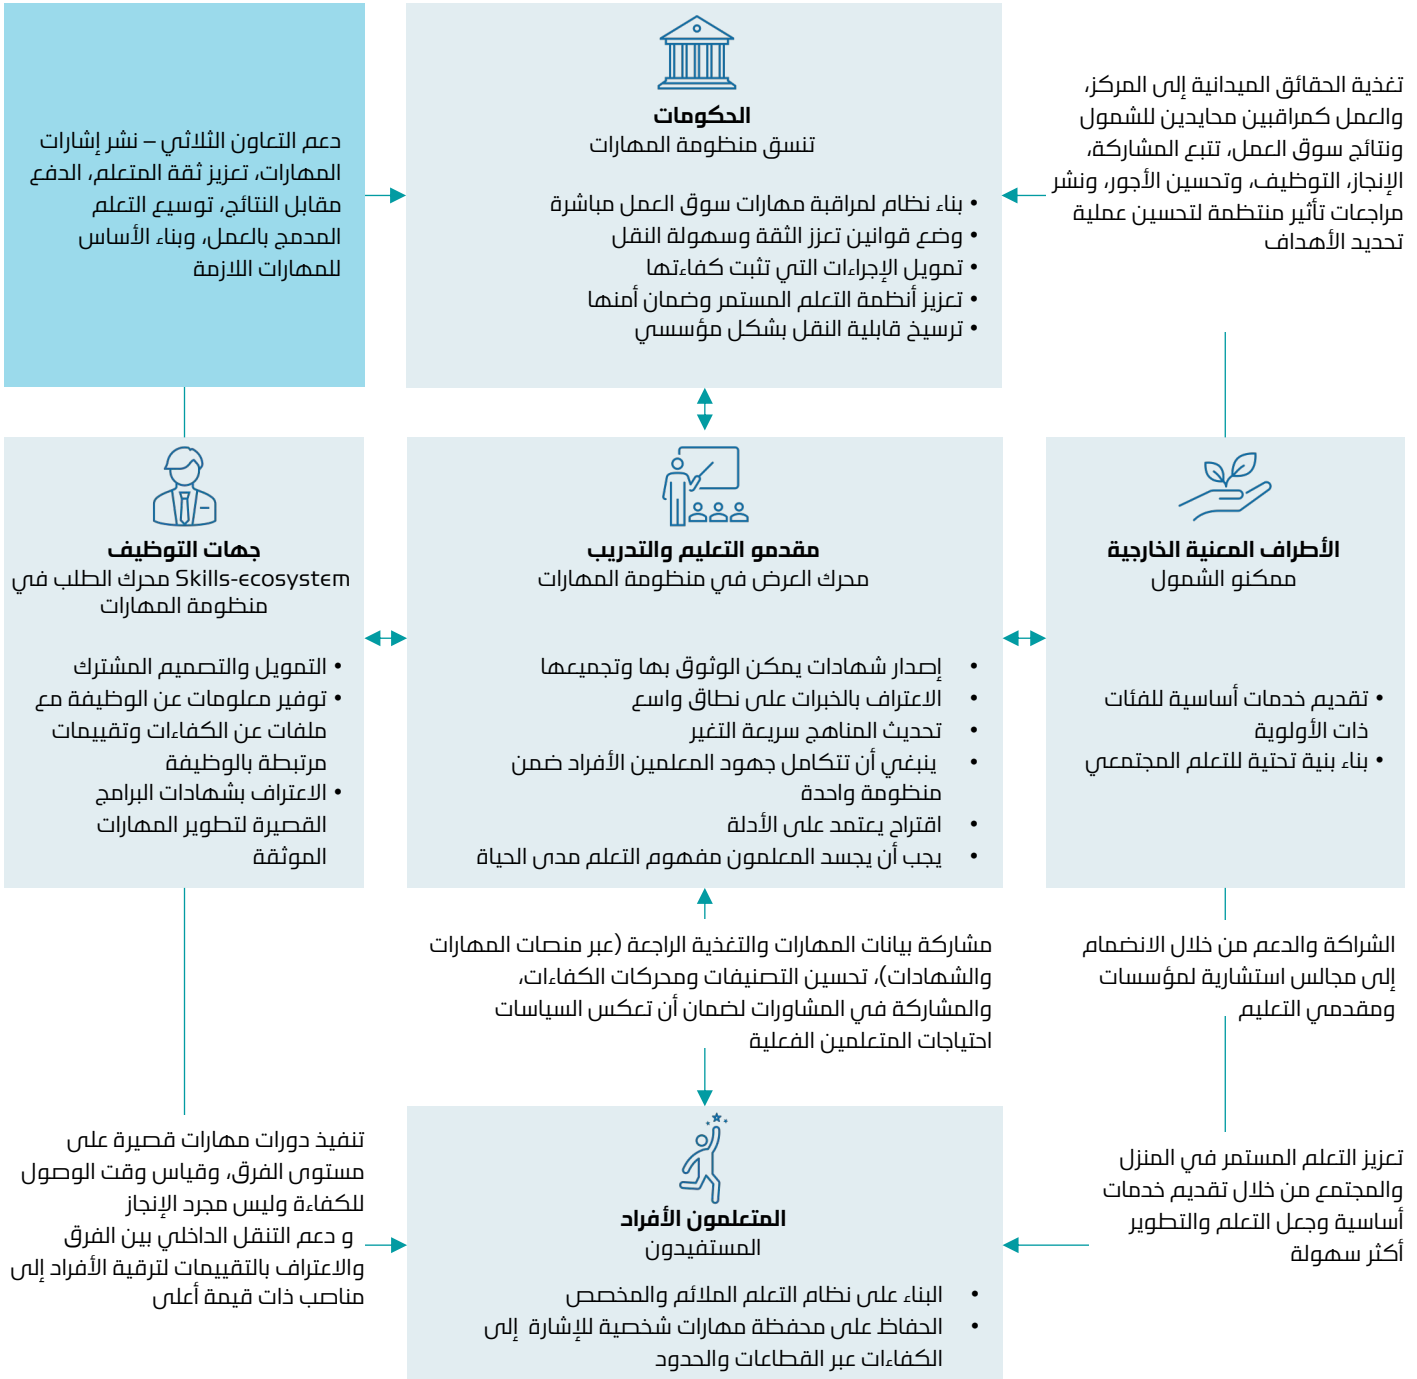 الحكومات
تنسق منظومة المهارات
• بناء نظام لمراقبة مهارات سوق العمل مباشرة
• وضع قوانين تعزز الثقة وسهولة النقل
• تمويل الإجراءات التي تثبت كفاءتها
• تعزيز أنظمة التعلم المستمر وضمان أمنها
• ترسيخ قابلية النقل بشكل مؤسسي
تغذية الحقائق الميدانية إلى المركز،
والعمل كمراقبين محايدين للشمول
ونتائج سوق العمل، تتبع المشاركة،
الإنجاز، التوظيف، وتحسين الأجور، ونشر
مراجعات تأثير منتظمة لتحسين عملية
تحديد الأهداف
دعم التعاون الثلاثي – نشر إشارات
المهارات، تعزيز ثقة المتعلم، الدفع
مقابل النتائج، توسيع التعلم
المدمج بالعمل، وبناء الأساس
للمهارات اللازمة
الأطراف المعنية الخارجية
ممكنو الشمول
• تقديم خدمات أساسية للفئات
ذات الأولوية
• بناء بنية تحتية للتعلم المجتمعي
مقدمو التعليم والتدريب
محرك العرض في منظومة المهارات
• إصدار شهادات يمكن الوثوق بها وتجميعها
• الاعتراف بالخبرات على نطاق واسع
• تحديث المناهج سريعة التغير
• ينبغي أن تتكامل جهود المعلمين الأفراد ضمن
منظومة واحدة
• اقتراح يعتمد على الأدلة
• يجب أن يجسد المعلمون مفهوم التعلم مدى الحياة
جهات التوظيف
Skills-ecosystem محرك الطلب في
منظومة المهارات
• التمويل والتصميم المشترك
• توفير معلومات عن الوظيفة مع
ملفات عن الكفاءات وتقييمات
مرتبطة بالوظيفة
• الاعتراف بشهادات البرامج
القصيرة لتطوير المهارات
الموثقة
الشراكة والدعم من خلال الانضمام
إلى مجالس استشارية لمؤسسات
ومقدمي التعليم
مشاركة بيانات المهارات والتغذية الراجعة (عبر منصات المهارات
والشهادات)، تحسين التصنيفات ومحركات الكفاءات،
والمشاركة في المشاورات لضمان أن تعكس السياسات
احتياجات المتعلمين الفعلية
تعزيز التعلم المستمر في المنزل
والمجتمع من خلال تقديم خدمات
أساسية وجعل التعلم والتطوير
أكثر سهولة
المتعلمون الأفراد
المستفيدون
• البناء على نظام التعلم الملائم والمخصص
• الحفاظ على محفظة مهارات شخصية للإشارة إلى
الكفاءات عبر القطاعات والحدود
تنفيذ دورات مهارات قصيرة على
مستوى الفرق، وقياس وقت الوصول
للكفاءة وليس مجرد الإنجاز
و دعم التنقل الداخلي بين الفرق
والاعتراف بالتقييمات لترقية الأفراد إلى
مناصب ذات قيمة أعلى